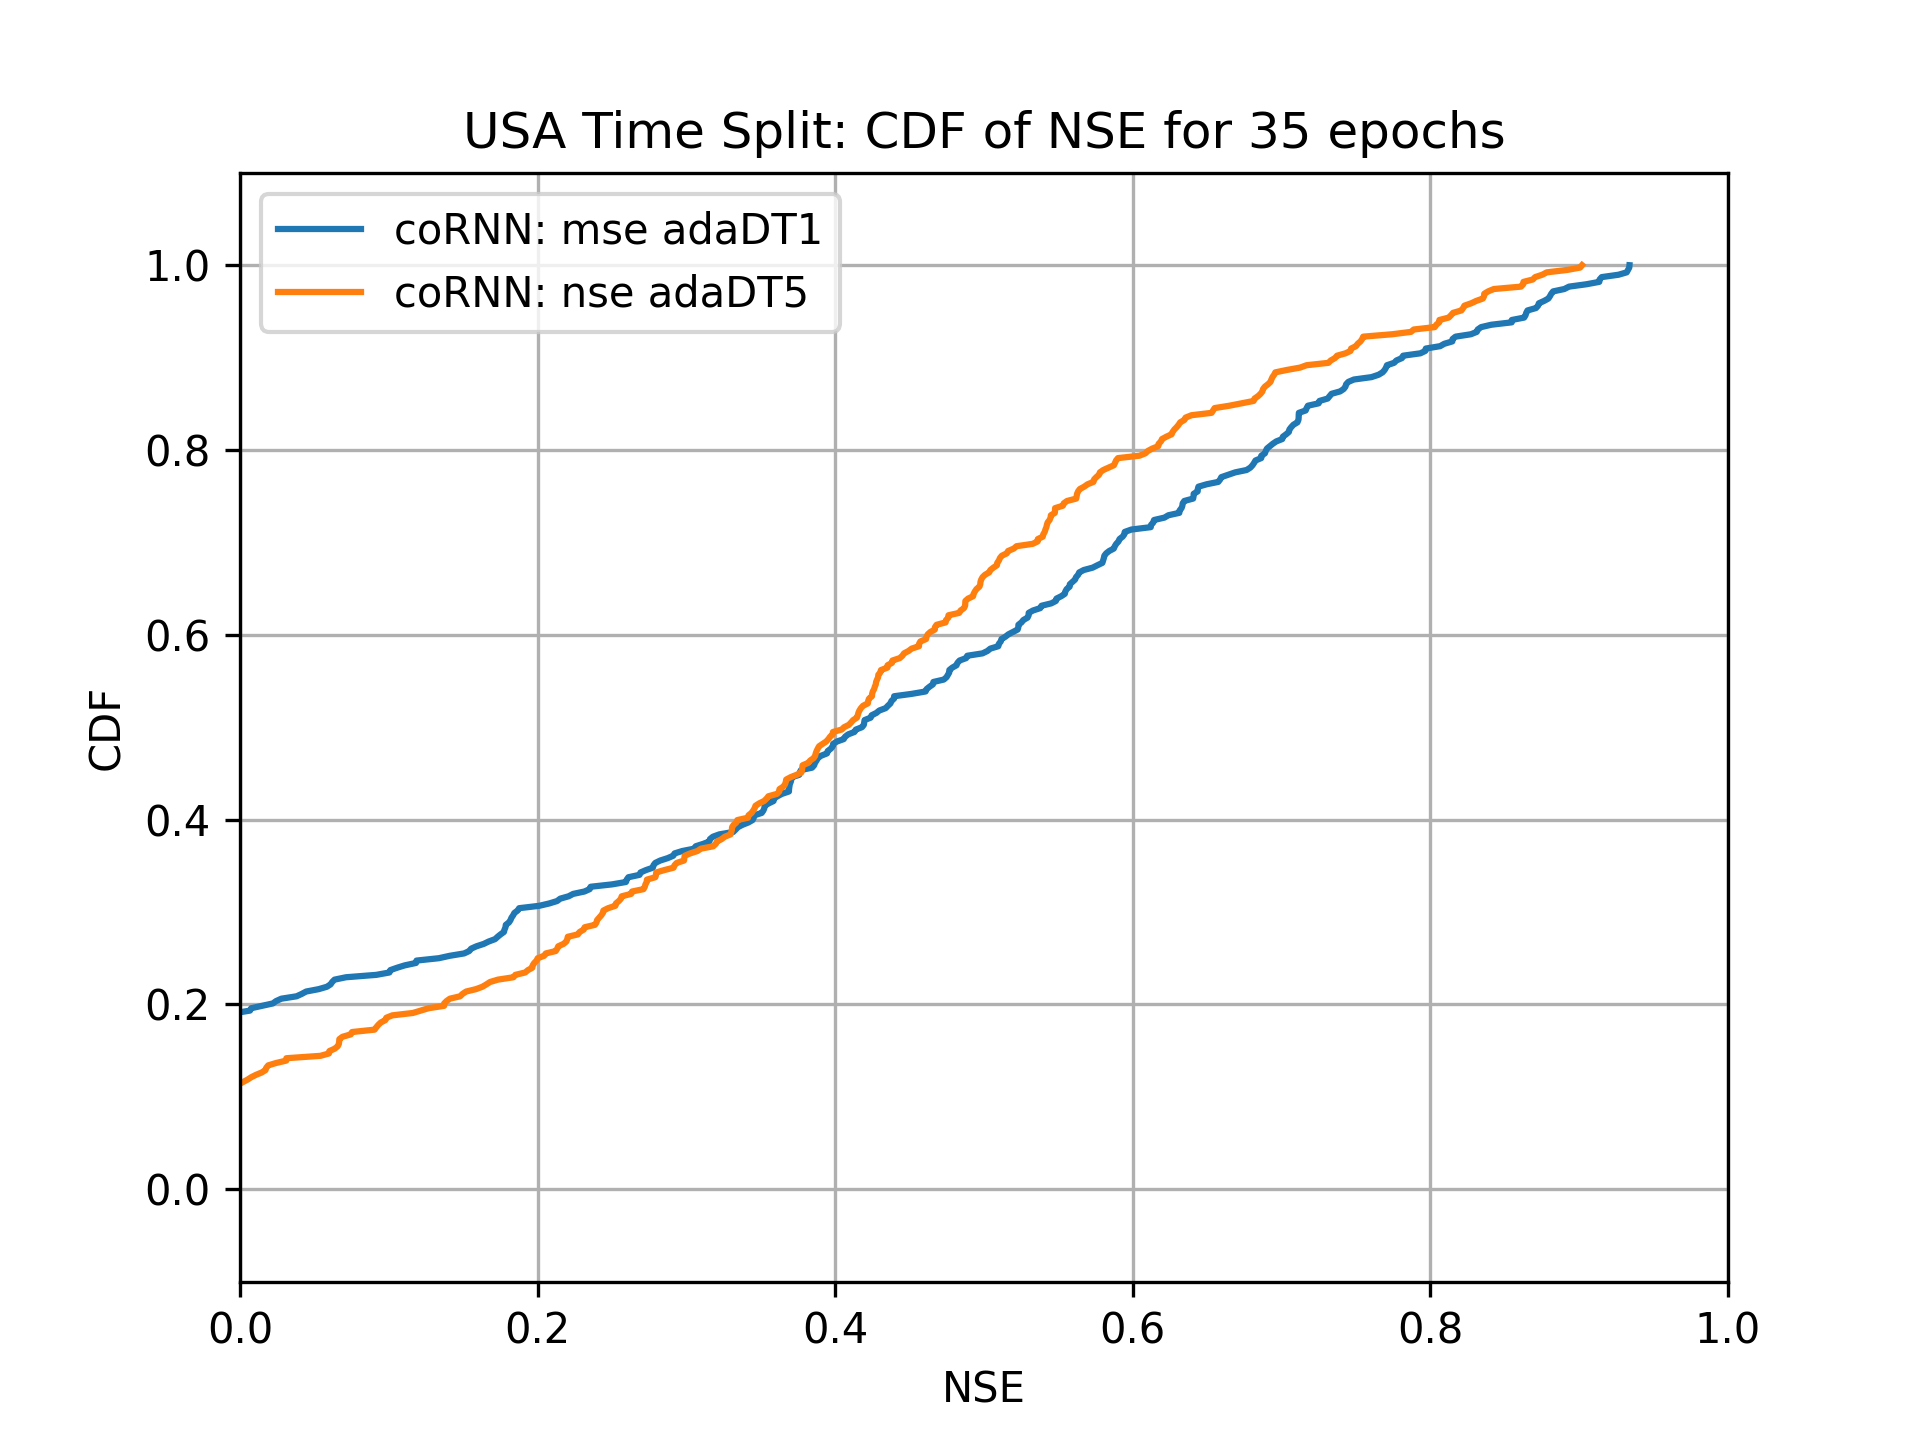 USA Time Split: CDF of NSE for 35 epochs
coRNN: mse adaDT1
coRNN: nse adaDT5
1.0
0.8
0.6
0.4
0.2
0.0
CDF
0.0 0.2 0.4 0.6 0.8 1.0
NSE